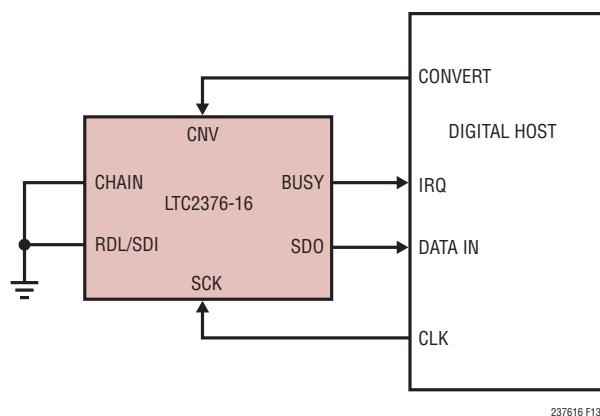 CONVERT
CNV
DIGITAL HOST
CHAIN
BUSY
IRQ
LTC2376-16
RDL/SDI
SDO
DATA IN
SCK
CLK
237616 F13